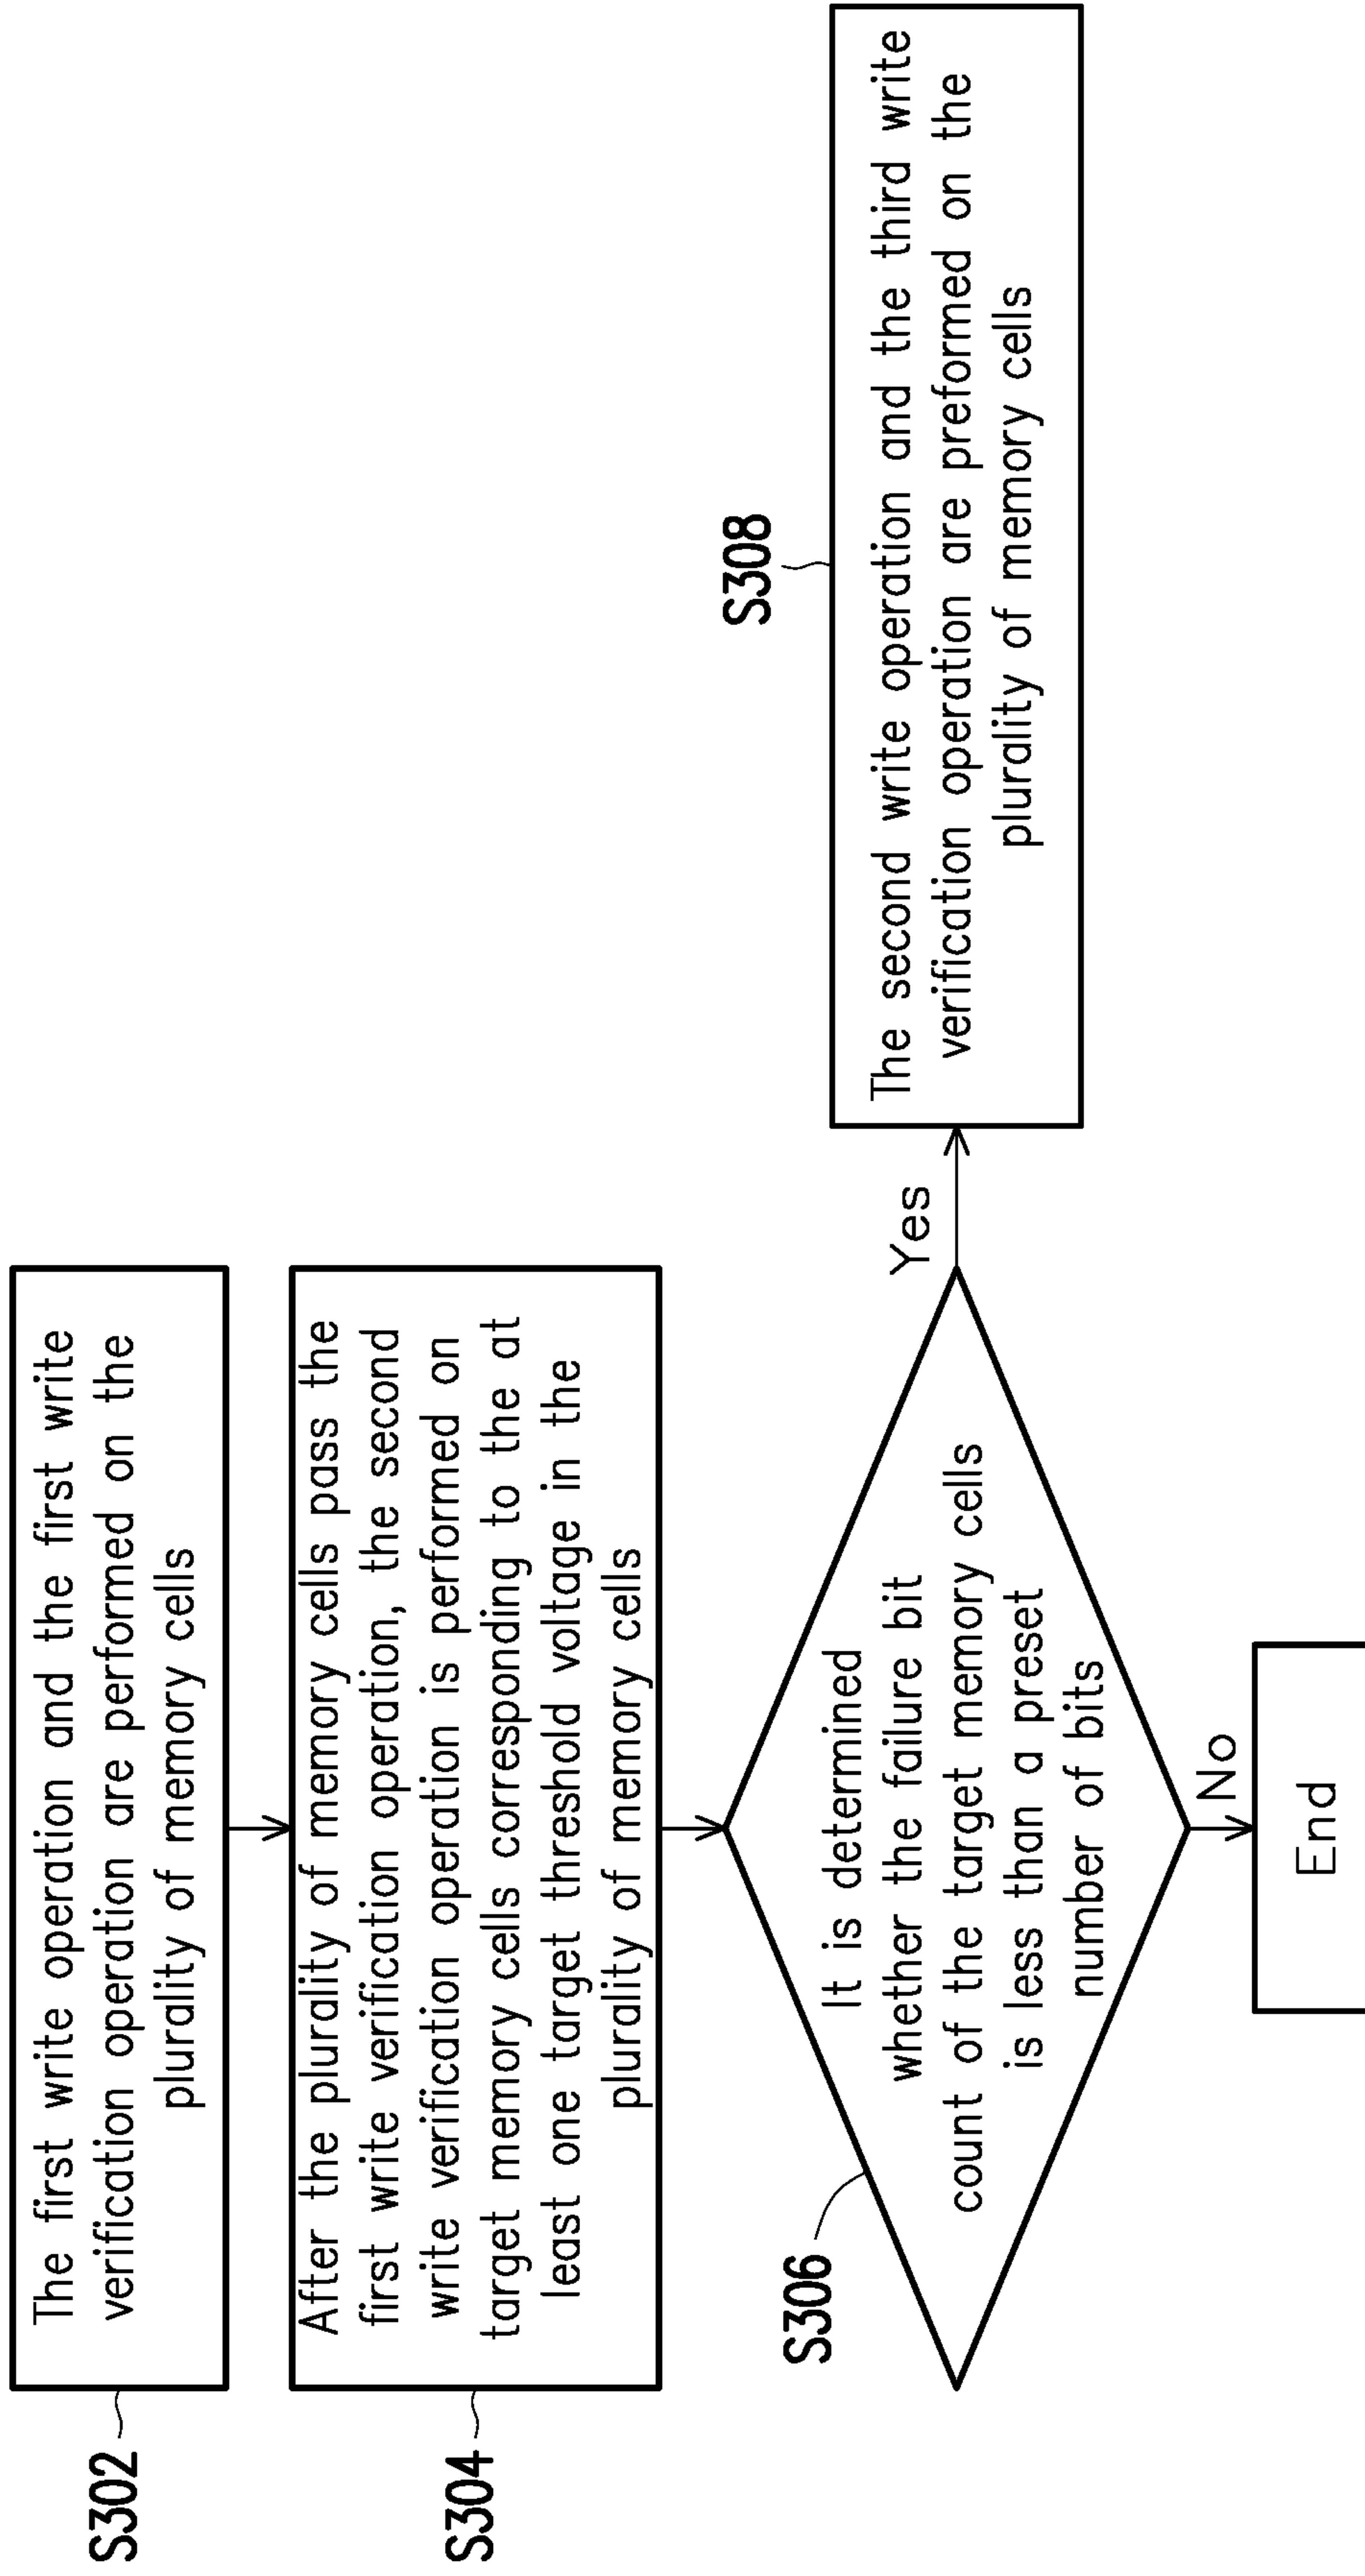 S302
The first write operation and the first write
verification operation are performed on the
plurality of memory cells
S304
After the plurality of memory cells pass the
first write verification operation, the second
write verification operation is performed on
target memory cells corresponding to the at
least one target threshold voltage in the
plurality of memory cells
S306
It is determined
whether the failure bit
count of the target memory cells
is less than a preset
number of bits
Yes
S308
The second write operation and the third write
verification operation are preformed on the
plurality of memory cells
No
End